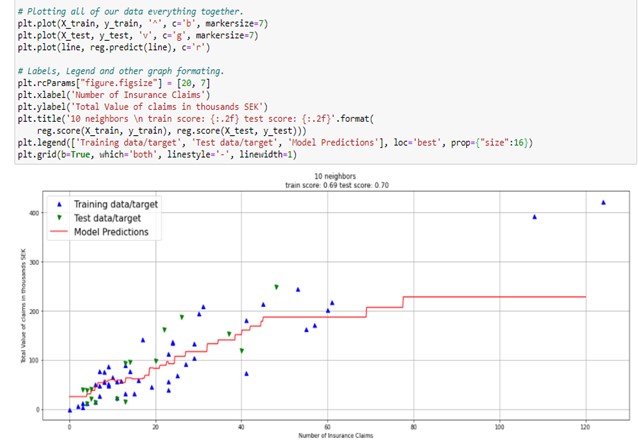 # Plotting all of our data everything together.
plt.plot(X_train, y_train, '^', c='b', markersize=7)
plt.plot(X_test, y_test, 'v', c='g', markersize=7)
plt.plot(line, reg.predict(line), c='r')
# Labels, Legend and other graph formating.
plt.rcParams["figure.figsize"] = [20, 7]
plt.xlabel('Number of Insurance Claims')
plt.ylabel('Total Value of claims in thousands SEK')
plt.title('10 neighbors \n train score: {:.2f} test score: {:.2f}'.format(
reg.score(X_train, y_train), reg.score(X_test, y_test)))
plt.legend(['Training data/target', 'Test data/target', 'Model Predictions'], loc='best', prop={"size":16})
plt.grid(b=True, which='both', linestyle='-', linewidth=1)
10 neighbors
train score: 0.69 test score: 0.70
Training data/target
Test data/target
Model Predictions
Total Value of claims in thousands SEK
400
300
200
100
0
0 20 40 60 80 100 120
Number of Insurance Claims